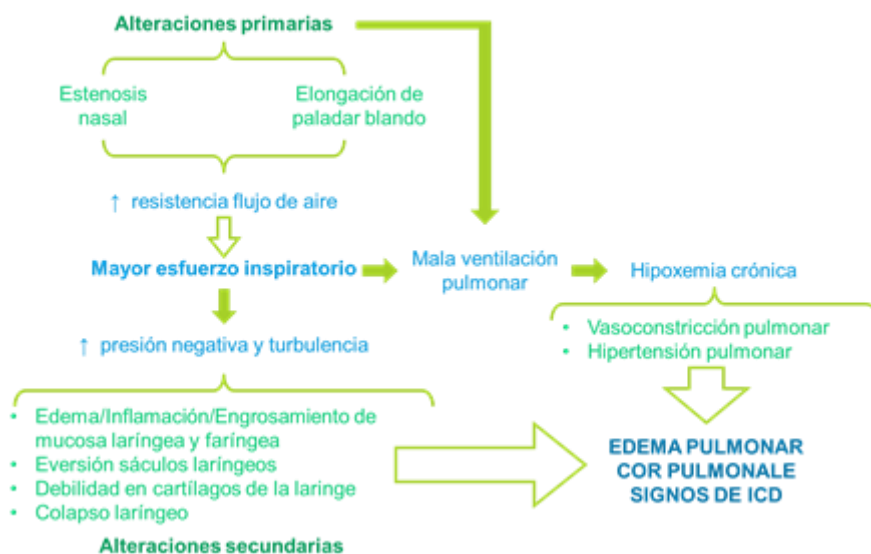 Alteraciones primarias
Estenosis
nasal
Elongación de
paladar blando
↑ resistencia flujo de aire
Mayor esfuerzo inspiratorio
Mala ventilación
pulmonar
Hipoxemia crónica
• Vasoconstricción pulmonar
• Hipertensión pulmonar
↑ presión negativa y turbulencia
• Edema/Inflamación/Engrosamiento de
mucosa laríngea y faríngea
• Eversión sáculos laríngeos
• Debilidad en cartílagos de la laringe
• Colapso laríngeo
Alteraciones secundarias
EDEMA PULMONAR
COR PULMONALE
SIGNOS DE ICD